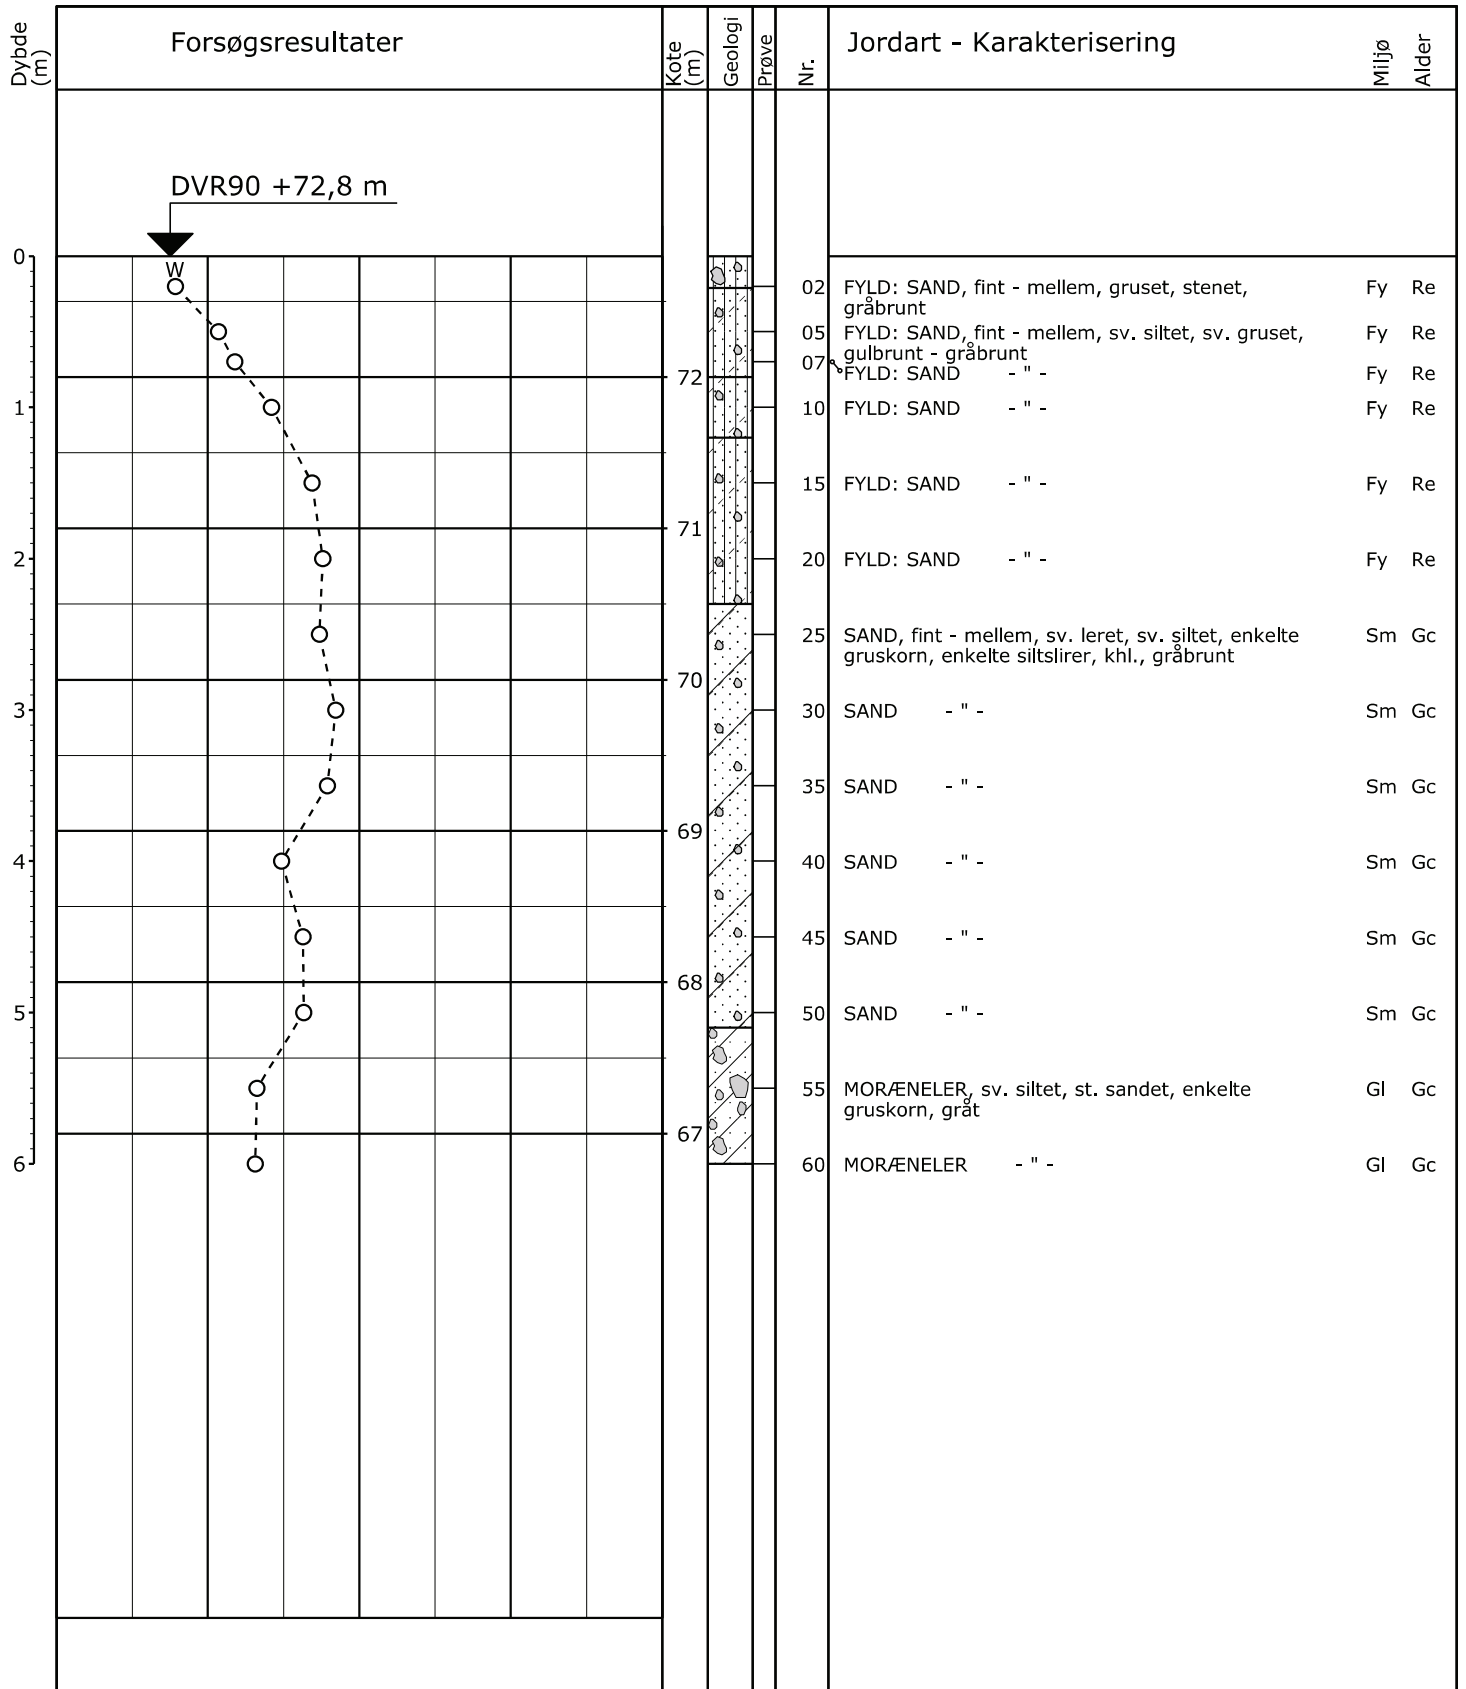 Dybde (m)
Forsøgsresultater
Kote (m)
Geologi
Prøve
Nr.
Jordart - Karakterisering
Miljø
Alder
DVR90 +72,8 m
0
W
02 FYLD: SAND, fint - mellem, gruset, stenet, Fy Re
gråbrunt
05 FYLD: SAND, fint - mellem, sv. siltet, sv. gruset, Fy Re
gulbrunt - gråbrunt
07 FYLD: SAND - " - Fy Re
72
1 10 FYLD: SAND - " - Fy Re
15 FYLD: SAND - " - Fy Re
71
2 20 FYLD: SAND - " - Fy Re
25 SAND, fint - mellem, sv. leret, sv. siltet, enkelte Sm Gc
gruskorn, enkelte siltslirer, khl., gråbrunt
70
3 30 SAND - " - Sm Gc
35 SAND - " - Sm Gc
69
4 40 SAND - " - Sm Gc
45 SAND - " - Sm Gc
68
5 50 SAND - " - Sm Gc
55 MORÆNELER, sv. siltet, st. sandet, enkelte Gl Gc
gruskorn, gråt
67
6 60 MORÆNELER - " - Gl Gc